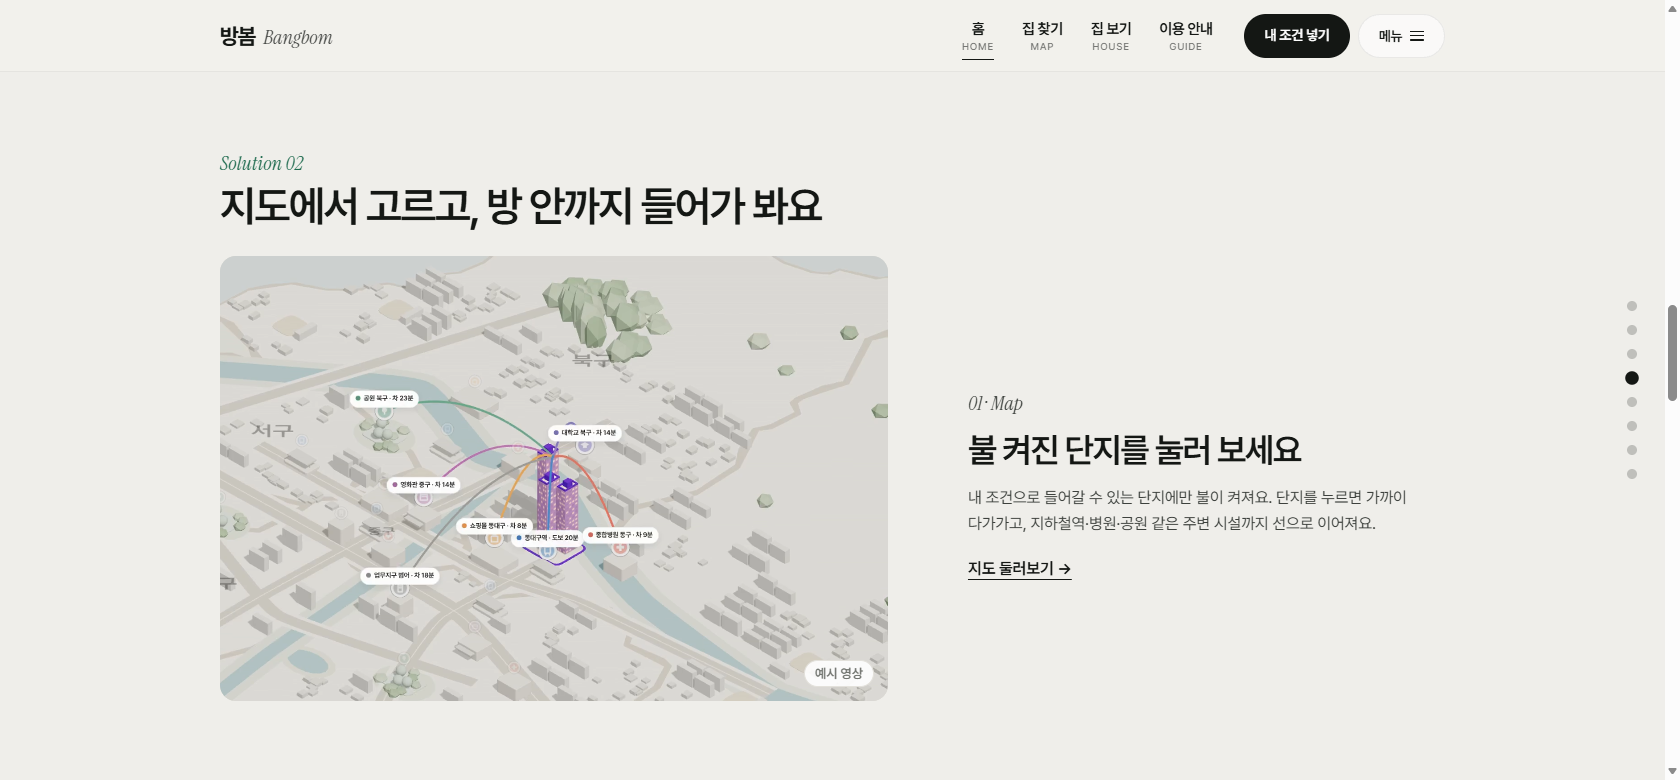 방봄 Bangbom
홈
HOME
집 찾기
MAP
집 보기
HOUSE
이용 안내
GUIDE
내 조건 넣기
메뉴
Solution 02
지도에서 고르고, 방 안까지 들어가 봐요
북구
공원 북구 · 차 23분
서구
대학교 북구 · 차 14분
영화관 중구 · 차 14분
쇼핑몰 동대구 · 차 8분
중구
동대구역 · 도보 20분
종합병원 동구 · 차 9분
업무지구 범어 · 차 18분
구
예시 영상
01 · Map
불 켜진 단지를 눌러 보세요
내 조건으로 들어갈 수 있는 단지에만 불이 켜져요. 단지를 누르면 가까이
다가가고, 지하철역·병원·공원 같은 주변 시설까지 선으로 이어져요.
지도 둘러보기 →